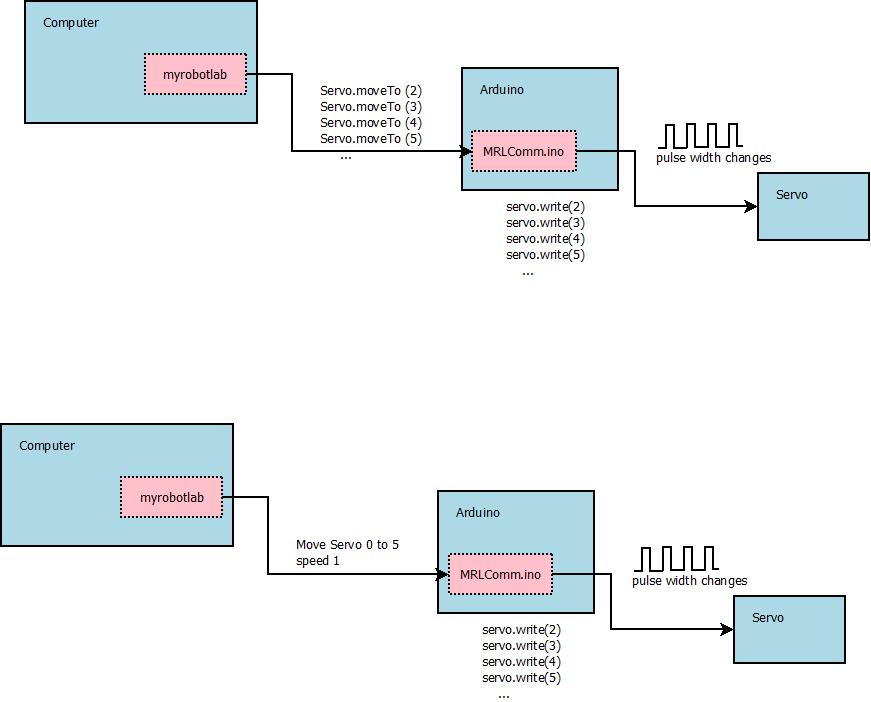 Computer
myrobotlab
Servo.moveTo (2)
Servo.moveTo (3)
Servo.moveTo (4)
Servo.moveTo (5)
...
Arduino
MRLComm.ino
servo.write(2)
servo.write(3)
servo.write(4)
servo.write(5)
...
pulse width changes
Servo
Computer
myrobotlab
Move Servo 0 to 5
speed 1
Arduino
MRLComm.ino
servo.write(2)
servo.write(3)
servo.write(4)
servo.write(5)
...
pulse width changes
Servo